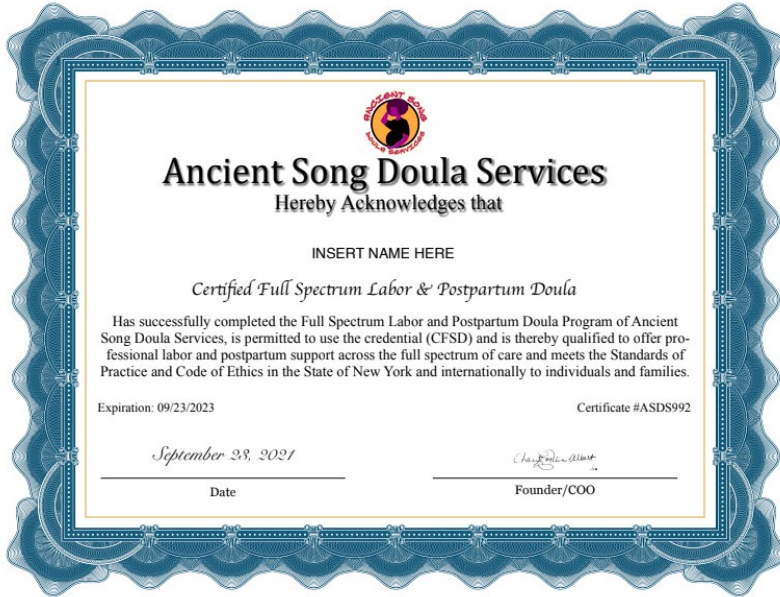 ANCIENT SONG
DOULA SERVICES
Ancient Song Doula Services
Hereby Acknowledges that
INSERT NAME HERE
Certified Full Spectrum Labor & Postpartum Doula
Has successfully completed the Full Spectrum Labor and Postpartum Doula Program of Ancient
Song Doula Services, is permitted to use the credential (CFSD) and is thereby qualified to offer pro-
fessional labor and postpartum support across the full spectrum of care and meets the Standards of
Practice and Code of Ethics in the State of New York and internationally to individuals and families.
Expiration: 09/23/2023
Certificate #ASDS992
September 23, 2021
Date
Founder/COO